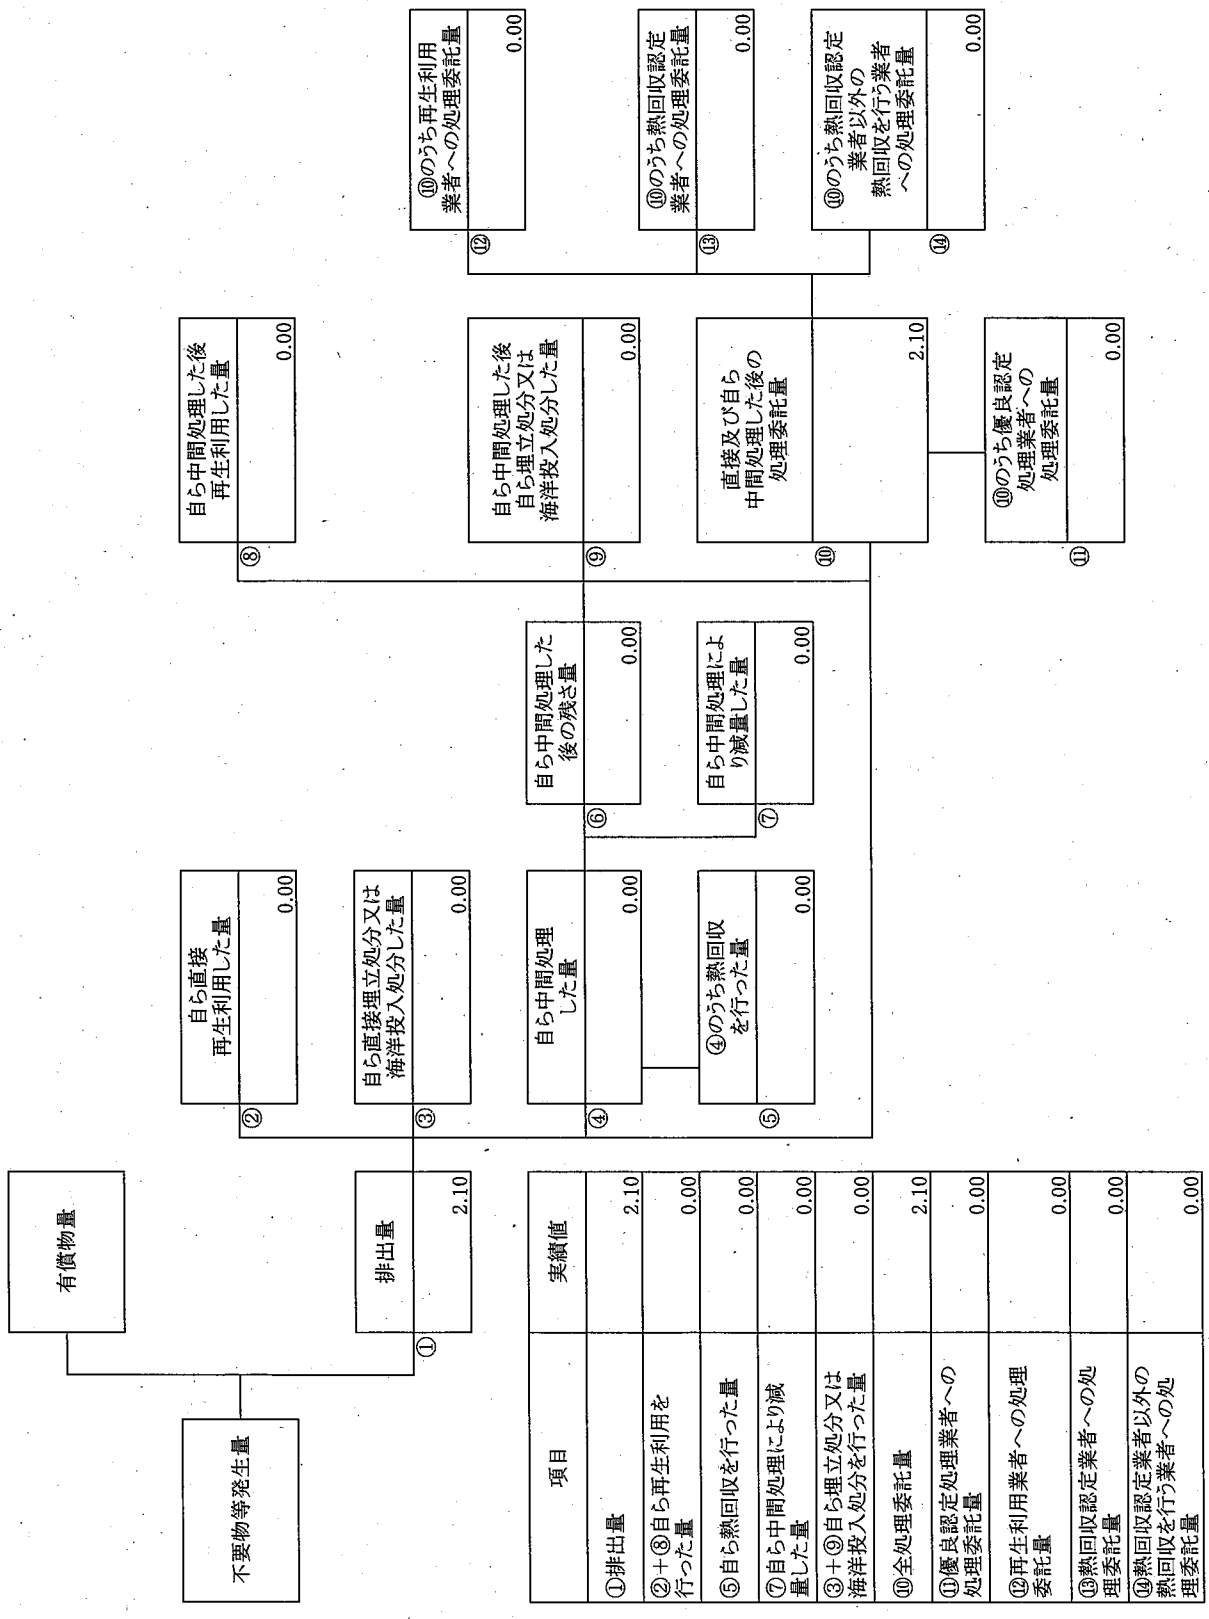 不要物等発生量
有償物量
①
排出量
2.10
②
自ら直接
再生利用した量
0.00
③
自ら直接埋立処分又は
海洋投入処分した量
0.00
④
自ら中間処理
した量
0.00
⑤
④のうち熱回収
を行った量
0.00
⑥
自ら中間処理した
後の残さ量
0.00
⑦
自ら中間処理によ
り減量した量
0.00
⑧
自ら中間処理した後
再生利用した量
0.00
⑨
自ら中間処理した後
自ら埋立処分又は
海洋投入処分した量
0.00
⑩
直接及び自ら
中間処理した後の
処理委託量
2.10
⑪
⑩のうち優良認定
処理業者への
処理委託量
0.00
⑫
⑩のうち再生利用
業者への処理委託量
0.00
⑬
⑩のうち熱回収認定
業者への処理委託量
0.00
⑭
⑩のうち熱回収認定
業者以外の
熱回収を行う業者
への処理委託量
0.00
項目 実績値
①排出量 2.10
②+⑧自ら再生利用を
行った量 0.00
⑤自ら熱回収を行った量 0.00
⑦自ら中間処理により減
量した量 0.00
③+⑨自ら埋立処分又は
海洋投入処分を行った量 0.00
⑩全処理委託量 2.10
⑪優良認定処理業者への
処理委託量 0.00
⑫再生利用業者への処理
委託量 0.00
⑬熱回収認定業者への処
理委託量 0.00
⑭熱回収認定業者以外の
熱回収を行う業者への処
理委託量 0.00